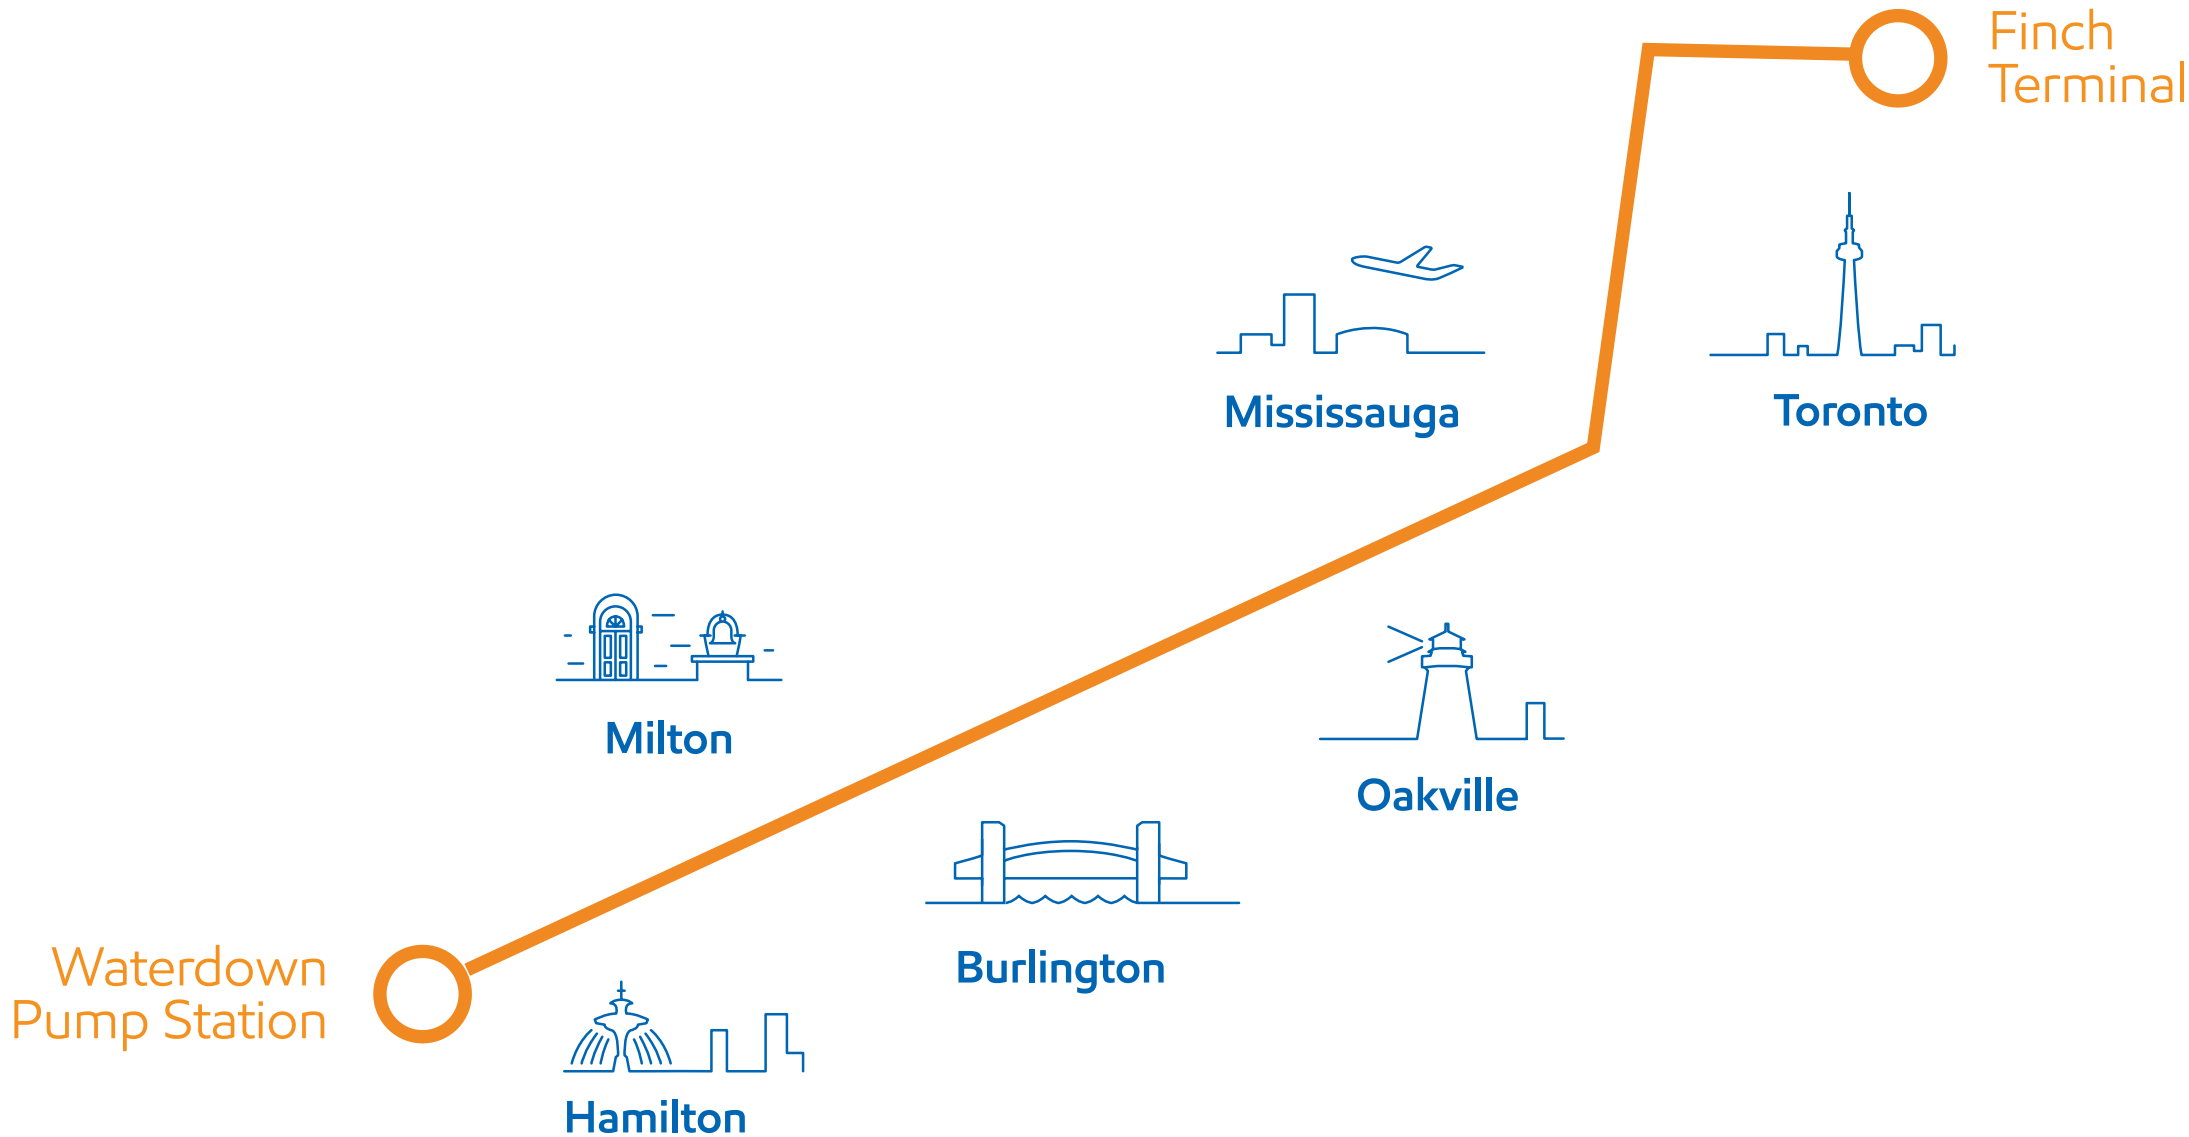 Finch
Terminal
Mississauga
Toronto
Milton
Oakville
Burlington
Waterdown
Pump Station
Hamilton